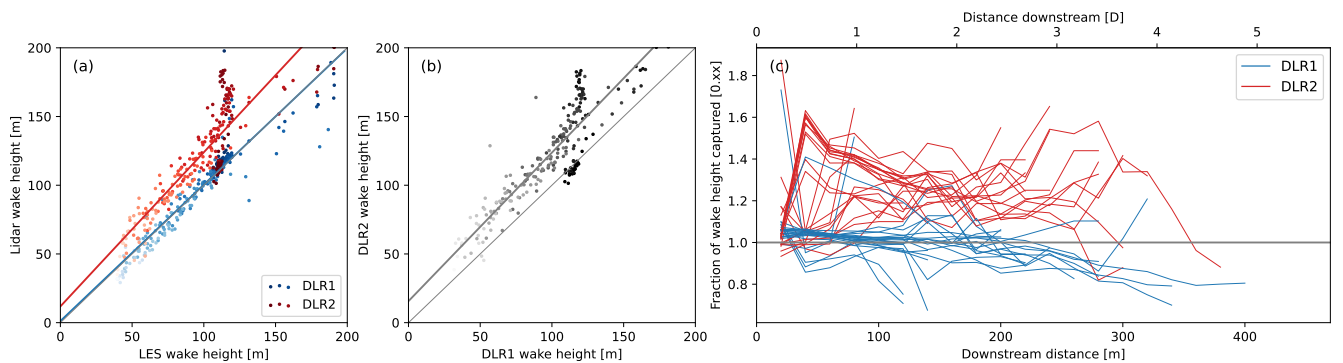 (a)
Lidar wake height [m]
200
150
100
50
0
0 50 100 150 200
LES wake height [m]
DLR1
DLR2
(b)
DLR2 wake height [m]
200
150
100
50
0
0 50 100 150 200
DLR1 wake height [m]
Distance downstream [D]
0 1 2 3 4 5
(c)
Fraction of wake height captured [0.xx]
1.8
1.6
1.4
1.2
1.0
0.8
0 100 200 300 400
Downstream distance [m]
DLR1
DLR2